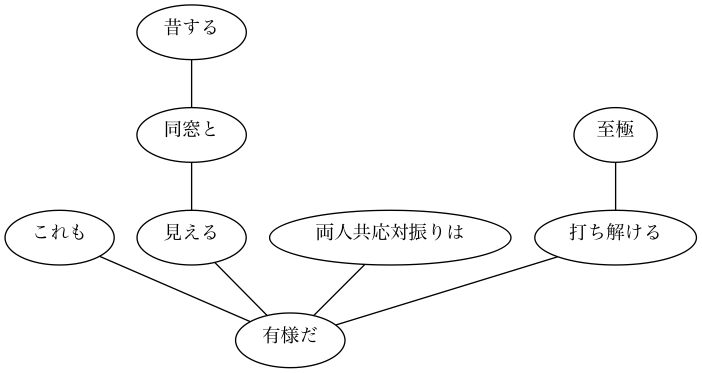 昔する
同窓と
至極
これも
見える
両人共応対振りは
打ち解ける
有様だ